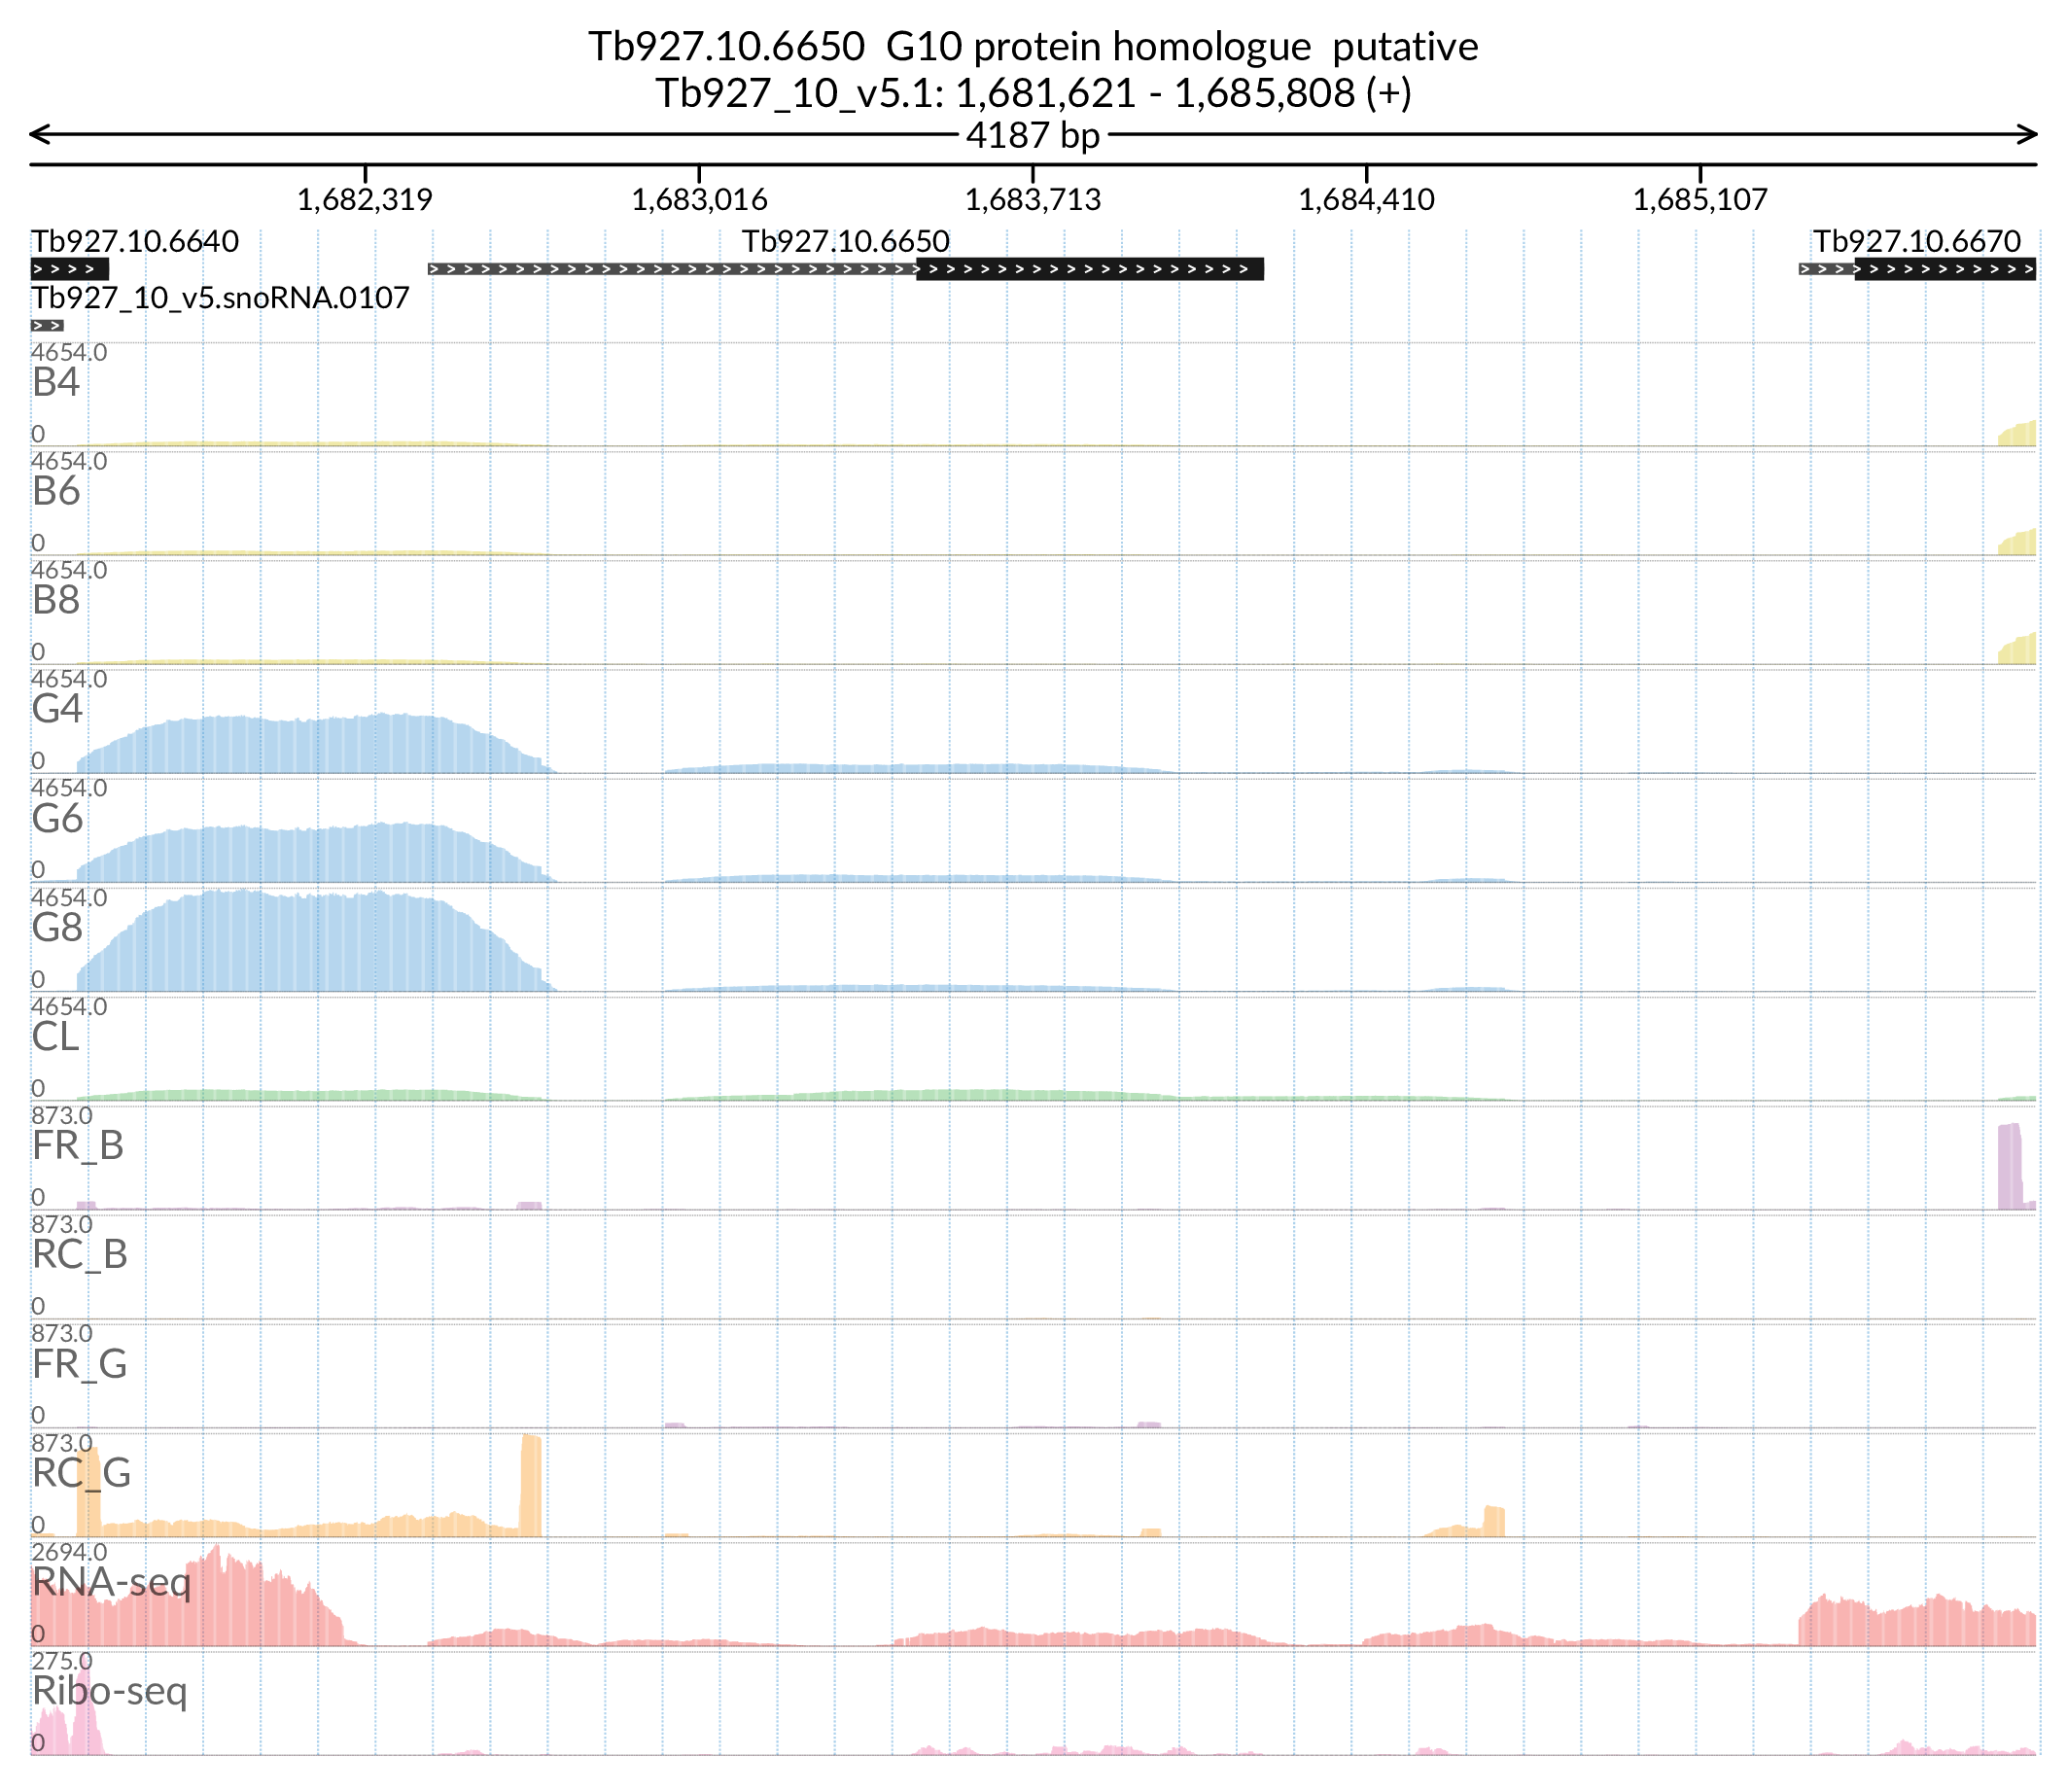 Tb927.10.6650  G10 protein homologue  putative
Tb927_10_v5.1: 1,681,621 - 1,685,808 (+)
4187 bp
1,682,319 1,683,016 1,683,713 1,684,410 1,685,107
Tb927.10.6640 Tb927.10.6650 Tb927.10.6670
Tb927_10_v5.snoRNA.0107
4654.0
B4
0
4654.0
B6
0
4654.0
B8
0
4654.0
G4
0
4654.0
G6
0
4654.0
G8
0
4654.0
CL
0
873.0
FR_B
0
873.0
RC_B
0
873.0
FR_G
0
873.0
RC_G
0
2694.0
RNA-seq
0
275.0
Ribo-seq
0